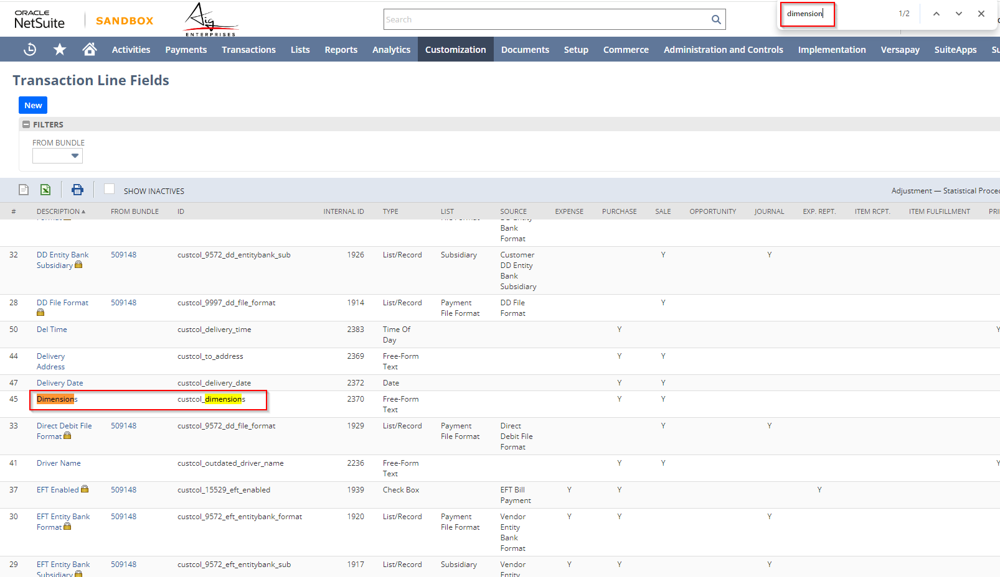 ORACLE
NetSuite
SANDBOX
Aig
ENTERPRISES
Search
dimension
1/2
Activities Payments Transactions Lists Reports Analytics Customization Documents Setup Commerce Administration and Controls Implementation Versapay SuiteApps Su
Transaction Line Fields
New
FILTERS
FROM BUNDLE
SHOW INACTIVES
Adjustment — Statistical Proced
# DESCRIPTION FROM BUNDLE ID INTERNAL ID TYPE LIST SOURCE EXPENSE PURCHASE SALE OPPORTUNITY JOURNAL EXP. REPT. ITEM RCPT. ITEM FULFILLMENT PRI
Format File Format DD Entity
Bank
Format
32 DD Entity Bank 509148 custcol_9572_dd_entitybank_sub 1926 List/Record Subsidiary Customer Y Y
Subsidiary DD Entity
Bank
Subsidiary
28 DD File Format 509148 custcol_9997_dd_file_format 1914 List/Record Payment DD File Y
File Format Format
50 Del Time custcol_delivery_time 2383 Time Of Y Y
Day
44 Delivery custcol_to_address 2369 Free-Form Y Y
Address Text
47 Delivery Date custcol_delivery_date 2372 Date Y Y
45 Dimensions custcol_dimensions 2370 Free-Form Y Y
Text
33 Direct Debit File 509148 custcol_9572_dd_file_format 1929 List/Record Payment Direct Y Y
Format File Format Debit File
Format
41 Driver Name custcol_outdated_driver_name 2236 Free-Form Y Y Y
Text
37 EFT Enabled 509148 custcol_15529_eft_enabled 1939 Check Box EFT Bill Y Y Y
Payment
30 EFT Entity Bank 509148 custcol_9572_eft_entitybank_format 1920 List/Record Payment Vendor Y Y Y
Format File Format Entity
Bank
Format
29 EFT Entity Bank 509148 custcol_9572_eft_entitybank_sub 1917 List/Record Subsidiary Vendor Y Y Y
Subsidiary Entity